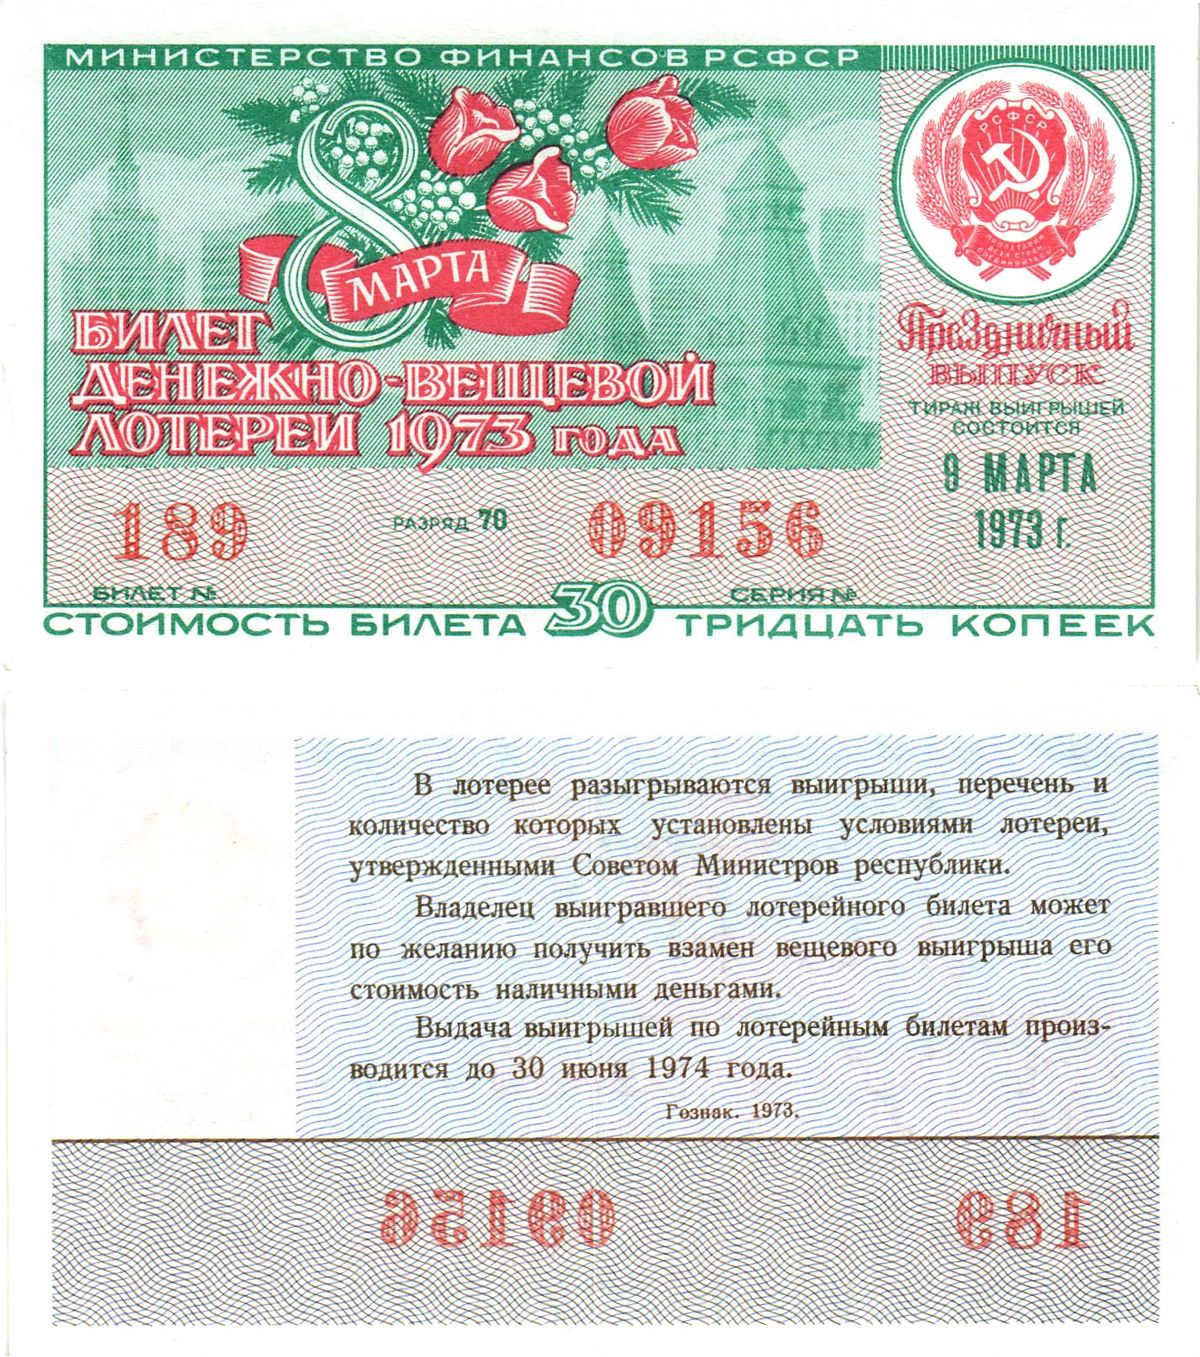 МИНИСТЕРСТВО ФИНАНСОВ РСФСР
8
МАРТА
РСФСР
ПРОЛЕТАРИИ
ВСЕХ СТРАН
СОЕДИНЯЙТЕСЬ
БИЛЕТ
ДЕНЕЖНО-ВЕЩЕВОЙ
ЛОТЕРЕИ 1973 ГОДА
Праздничный
ВЫПУСК
ТИРАЖ ВЫИГРЫШЕЙ
СОСТОИТСЯ
9 МАРТА
1973 г.
189 РАЗРЯД 70 09156
БИЛЕТ № СЕРИЯ №
СТОИМОСТЬ БИЛЕТА 30 ТРИДЦАТЬ КОПЕЕК
В лотерее разыгрываются выигрыши, перечень и
количество которых установлены условиями лотереи,
утвержденными Советом Министров республики.
Владелец выигравшего лотерейного билета может
по желанию получить взамен вещевого выигрыша его
стоимость наличными деньгами.
Выдача выигрышей по лотерейным билетам произ-
водится до 30 июня 1974 года.
Гознак. 1973.
09156 189